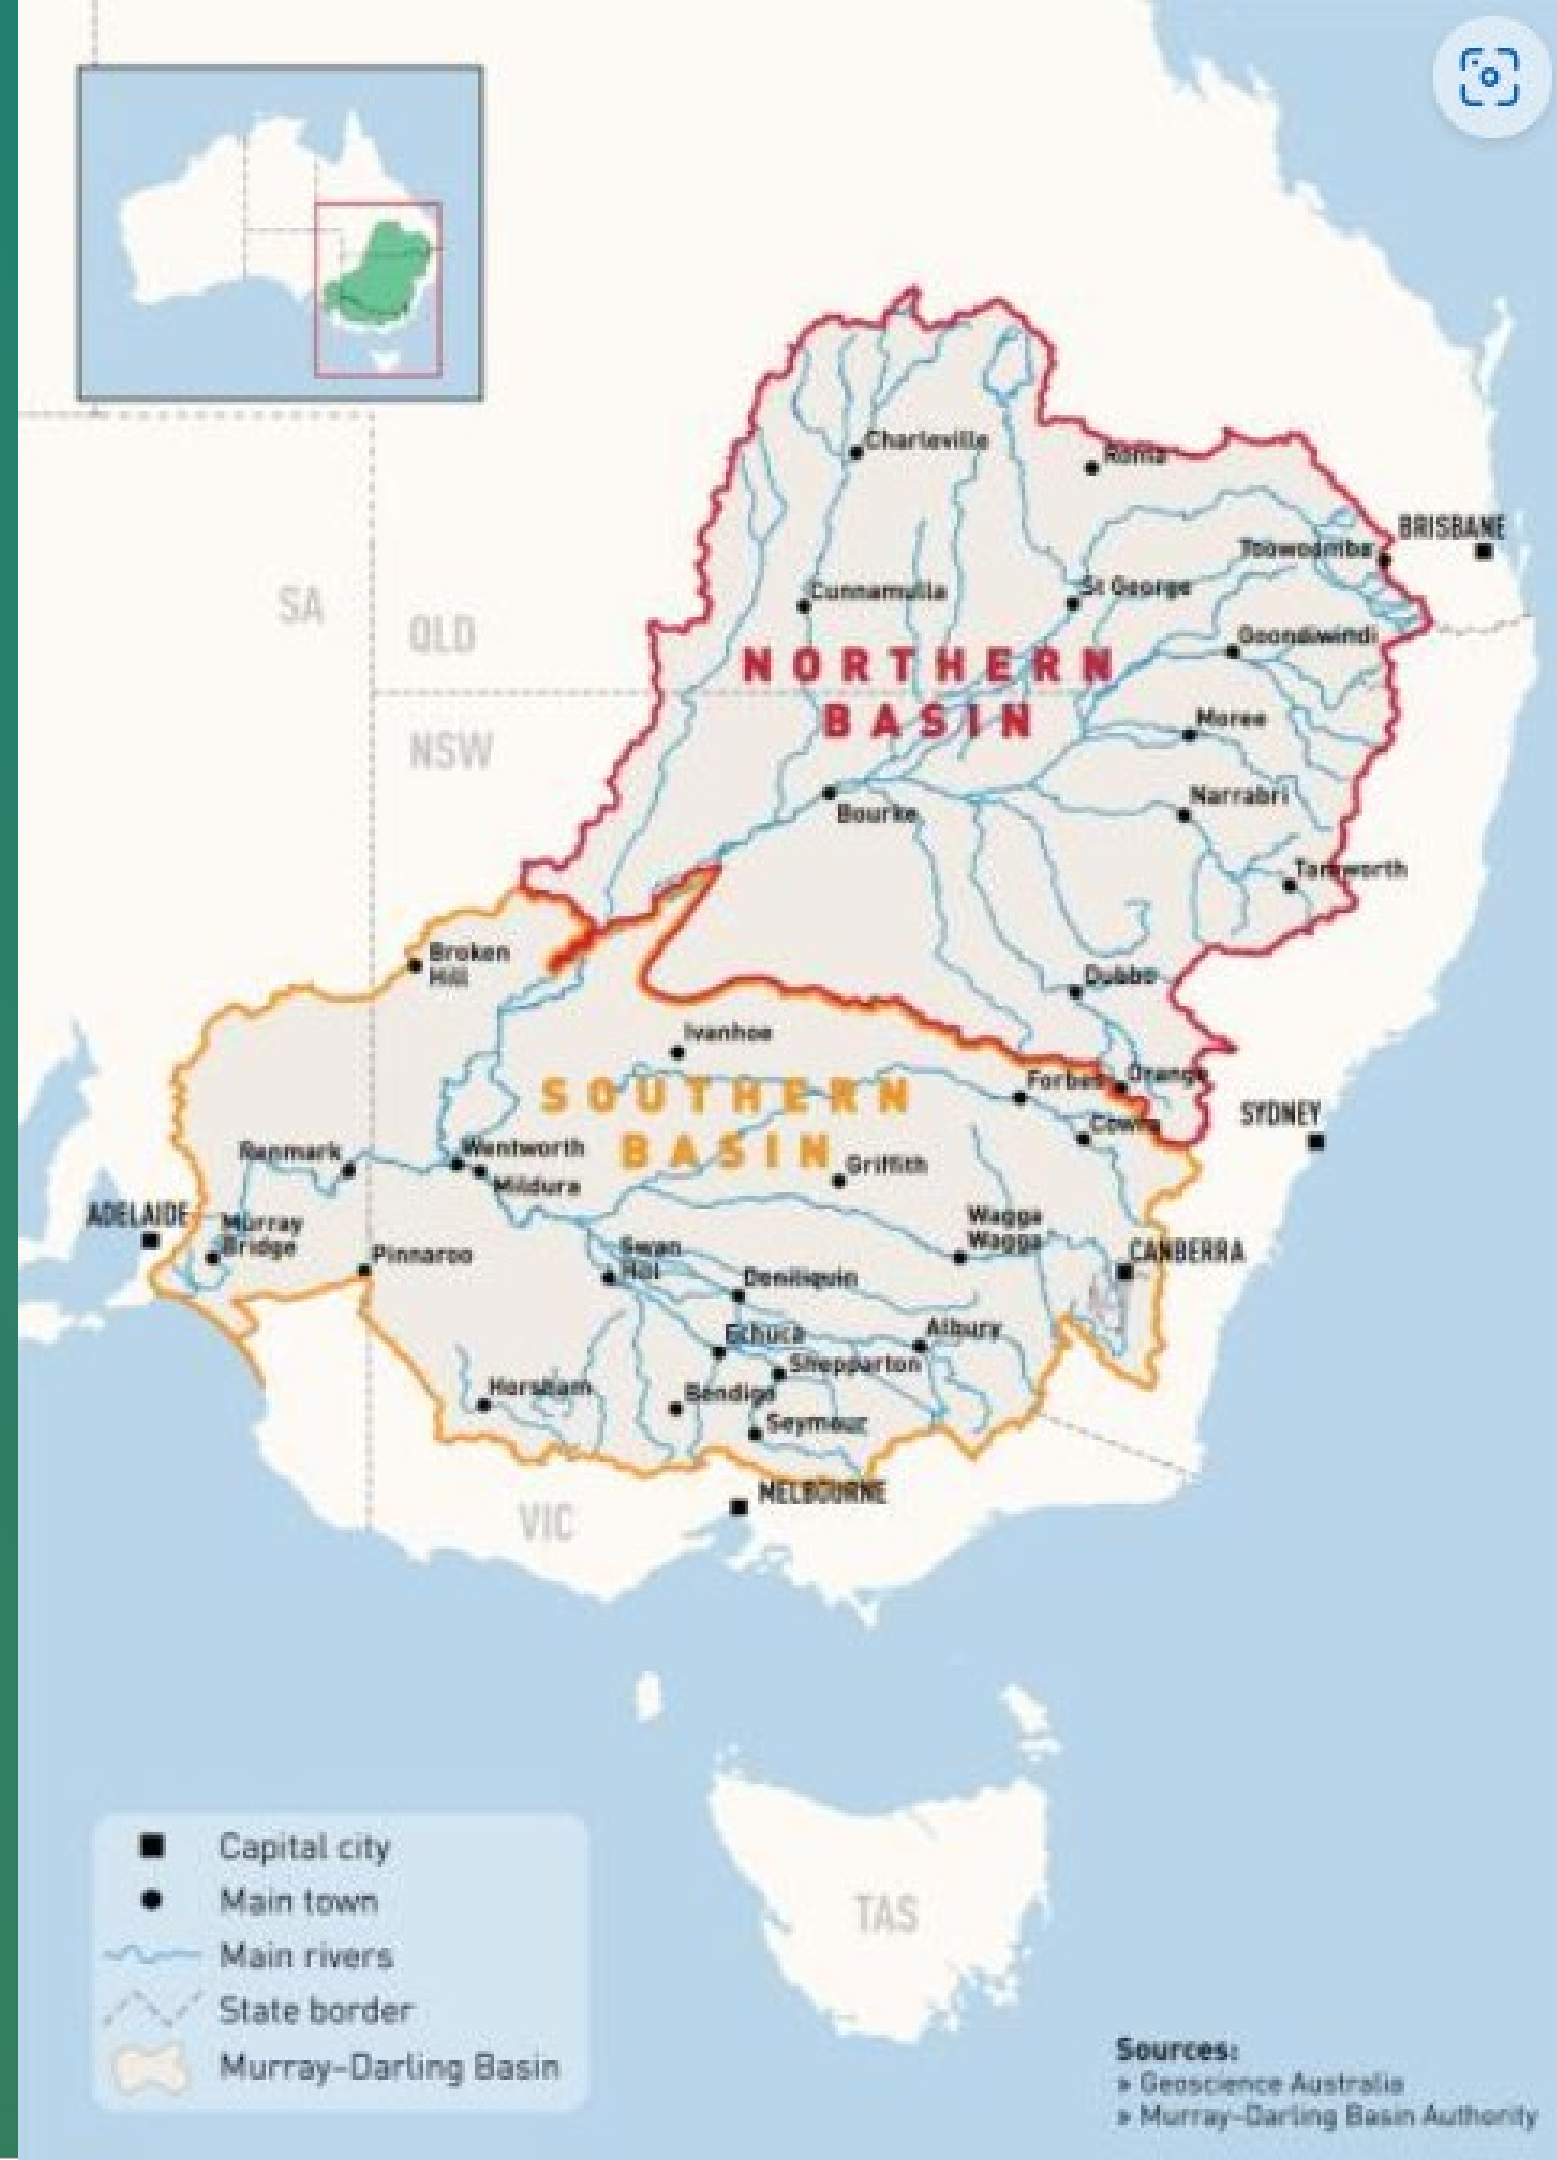 Charleville
Roma
BRISBANE
Toowoomba
SA
QLD
Cunnamulla
St George
Goondiwindi
NORTHERN
BASIN
NSW
Moree
Narrabri
Bourke
Tamworth
Broken
Hill
Dubbo
Ivanhoe
Forbes
Orange
SOUTHERN
BASIN
SYDNEY
Cowra
Renmark
Wentworth
Griffith
Mildura
ADELAIDE
Murray
Bridge
Pinnaroo
Swan
Hill
Wagga
Wagga
CANBERRA
Deniliquin
Echuca
Albury
Shepparton
Horsham
Bendigo
Seymour
MELBOURNE
VIC
TAS
Capital city
Main town
Main rivers
State border
Murray–Darling Basin
Sources:
» Geoscience Australia
» Murray–Darling Basin Authority